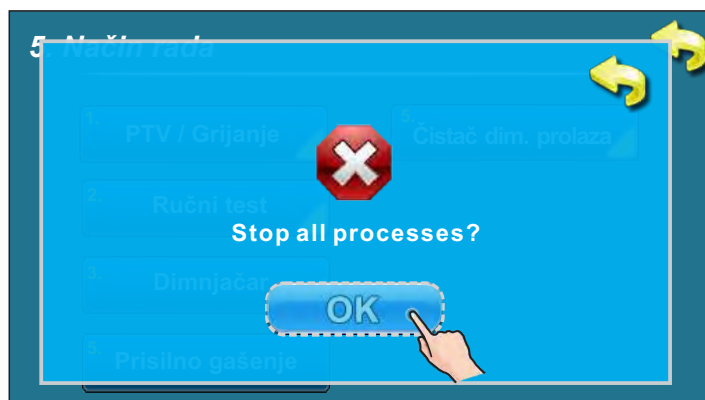 5. Način rada
1. PTV / Grijanje
5. Čistač dim. prolaza
2. Ručni test
Stop all processes?
3. Dimnjačar
OK
5. Prisilno gašenje